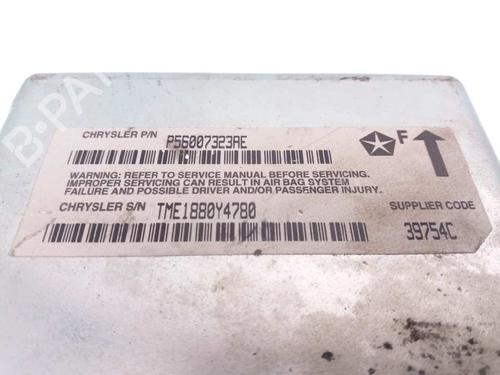 B-PARTS
CHRYSLER P/N P56007323AE
F
WARNING: REFER TO SERVICE MANUAL BEFORE SERVICING.
IMPROPER SERVICING CAN RESULT IN AIR BAG SYSTEM
FAILURE AND POSSIBLE DRIVER AND/OR PASSENGER INJURY.
CHRYSLER S/N TME1880Y4780 SUPPLIER CODE
39754C